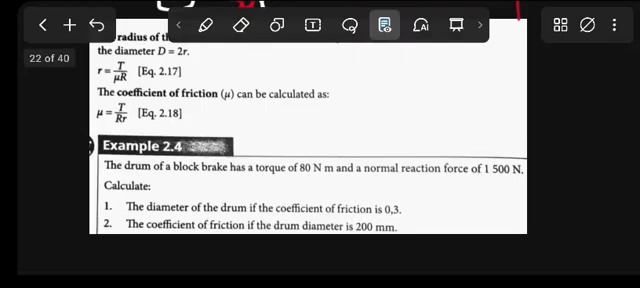 22 of 40
radius of th
the diameter D = 2r.
r = T/μR [Eq. 2.17]
The coefficient of friction (μ) can be calculated as:
μ = T/Rr [Eq. 2.18]
Example 2.4
The drum of a block brake has a torque of 80 N m and a normal reaction force of 1 500 N.
Calculate:
1. The diameter of the drum if the coefficient of friction is 0,3.
2. The coefficient of friction if the drum diameter is 200 mm.